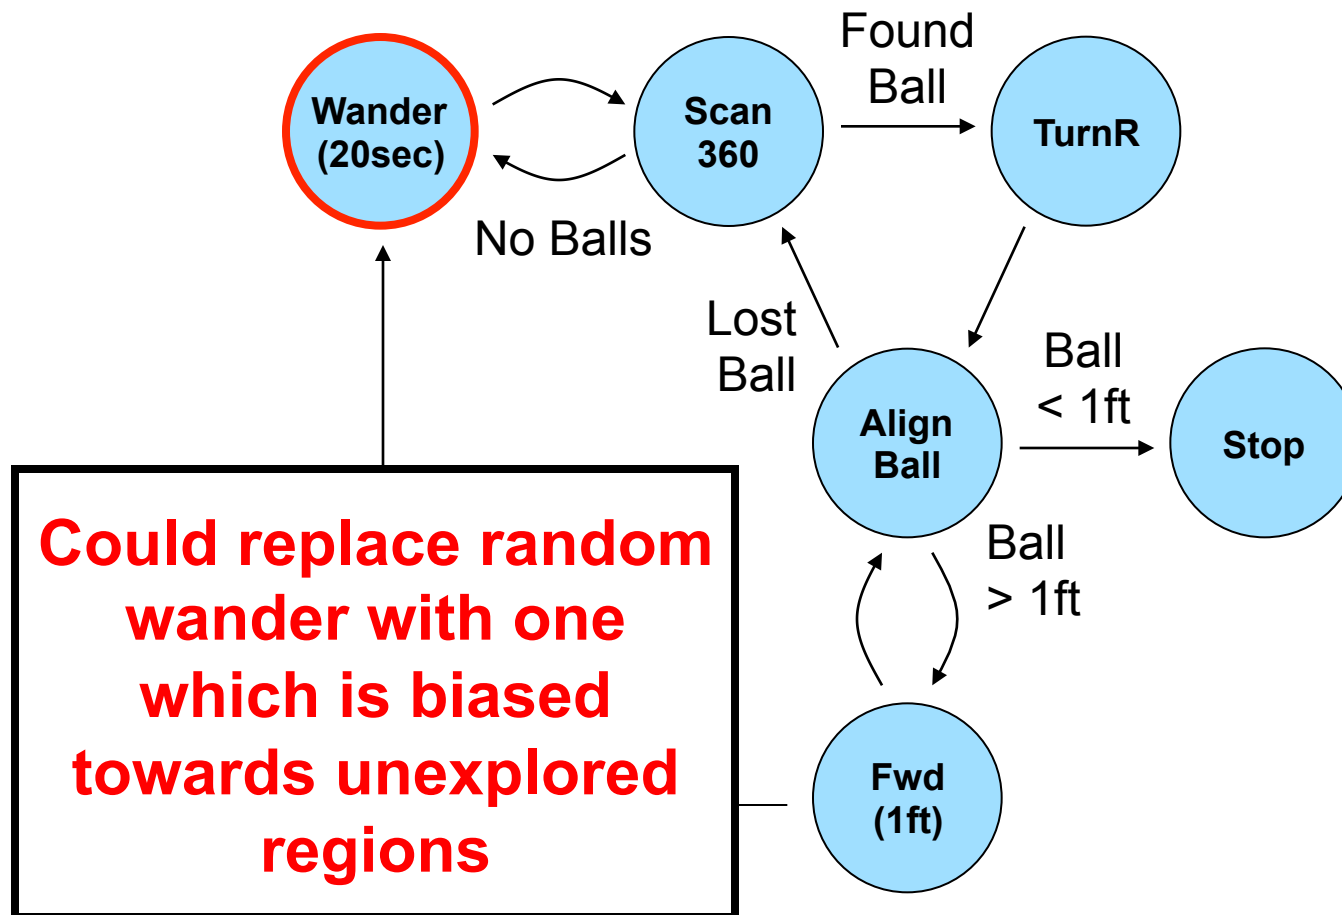 Wander
(20sec)
Scan
360
Found
Ball
TurnR
No Balls
Lost
Ball
Align
Ball
Ball
< 1ft
Stop
Ball
> 1ft
Fwd
(1ft)
Could replace random
wander with one
which is biased
towards unexplored
regions